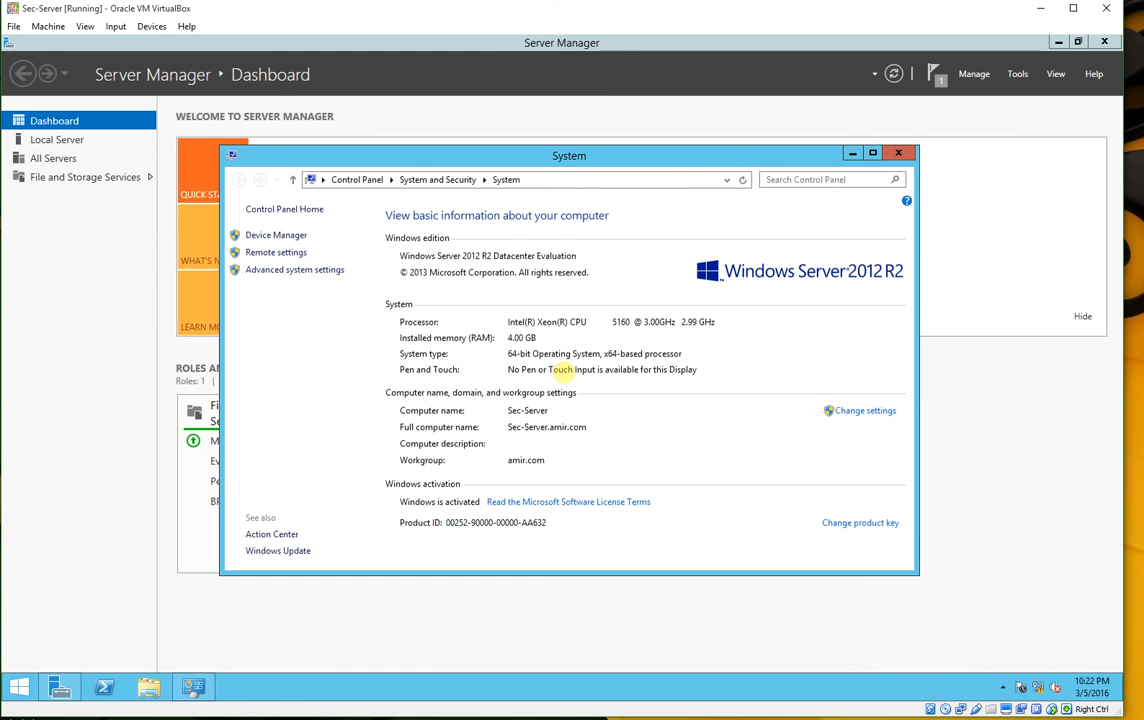 Sec-Server [Running] - Oracle VM VirtualBox
File Machine View Input Devices Help
Server Manager
Server Manager Dashboard
1 Manage Tools View Help
Dashboard
Local Server
All Servers
File and Storage Services
WELCOME TO SERVER MANAGER
QUICK ST
WHAT'S N
LEARN MO
Hide
ROLES AN
Roles: 1 |
Fi
Se
M
Ev
Pe
BP
System
Control Panel System and Security System
Search Control Panel
Control Panel Home
Device Manager
Remote settings
Advanced system settings
See also
Action Center
Windows Update
?
View basic information about your computer
Windows edition
Windows Server 2012 R2 Datacenter Evaluation
© 2013 Microsoft Corporation. All rights reserved.
Windows Server 2012 R2
System
Processor: Intel(R) Xeon(R) CPU 5160 @ 3.00GHz 2.99 GHz
Installed memory (RAM): 4.00 GB
System type: 64-bit Operating System, x64-based processor
Pen and Touch: No Pen or Touch Input is available for this Display
Computer name, domain, and workgroup settings
Computer name: Sec-Server
Change settings
Full computer name: Sec-Server.amir.com
Computer description:
Workgroup: amir.com
Windows activation
Windows is activated Read the Microsoft Software License Terms
Product ID: 00252-90000-00000-AA632
Change product key
10:22 PM
3/5/2016
Right Ctrl